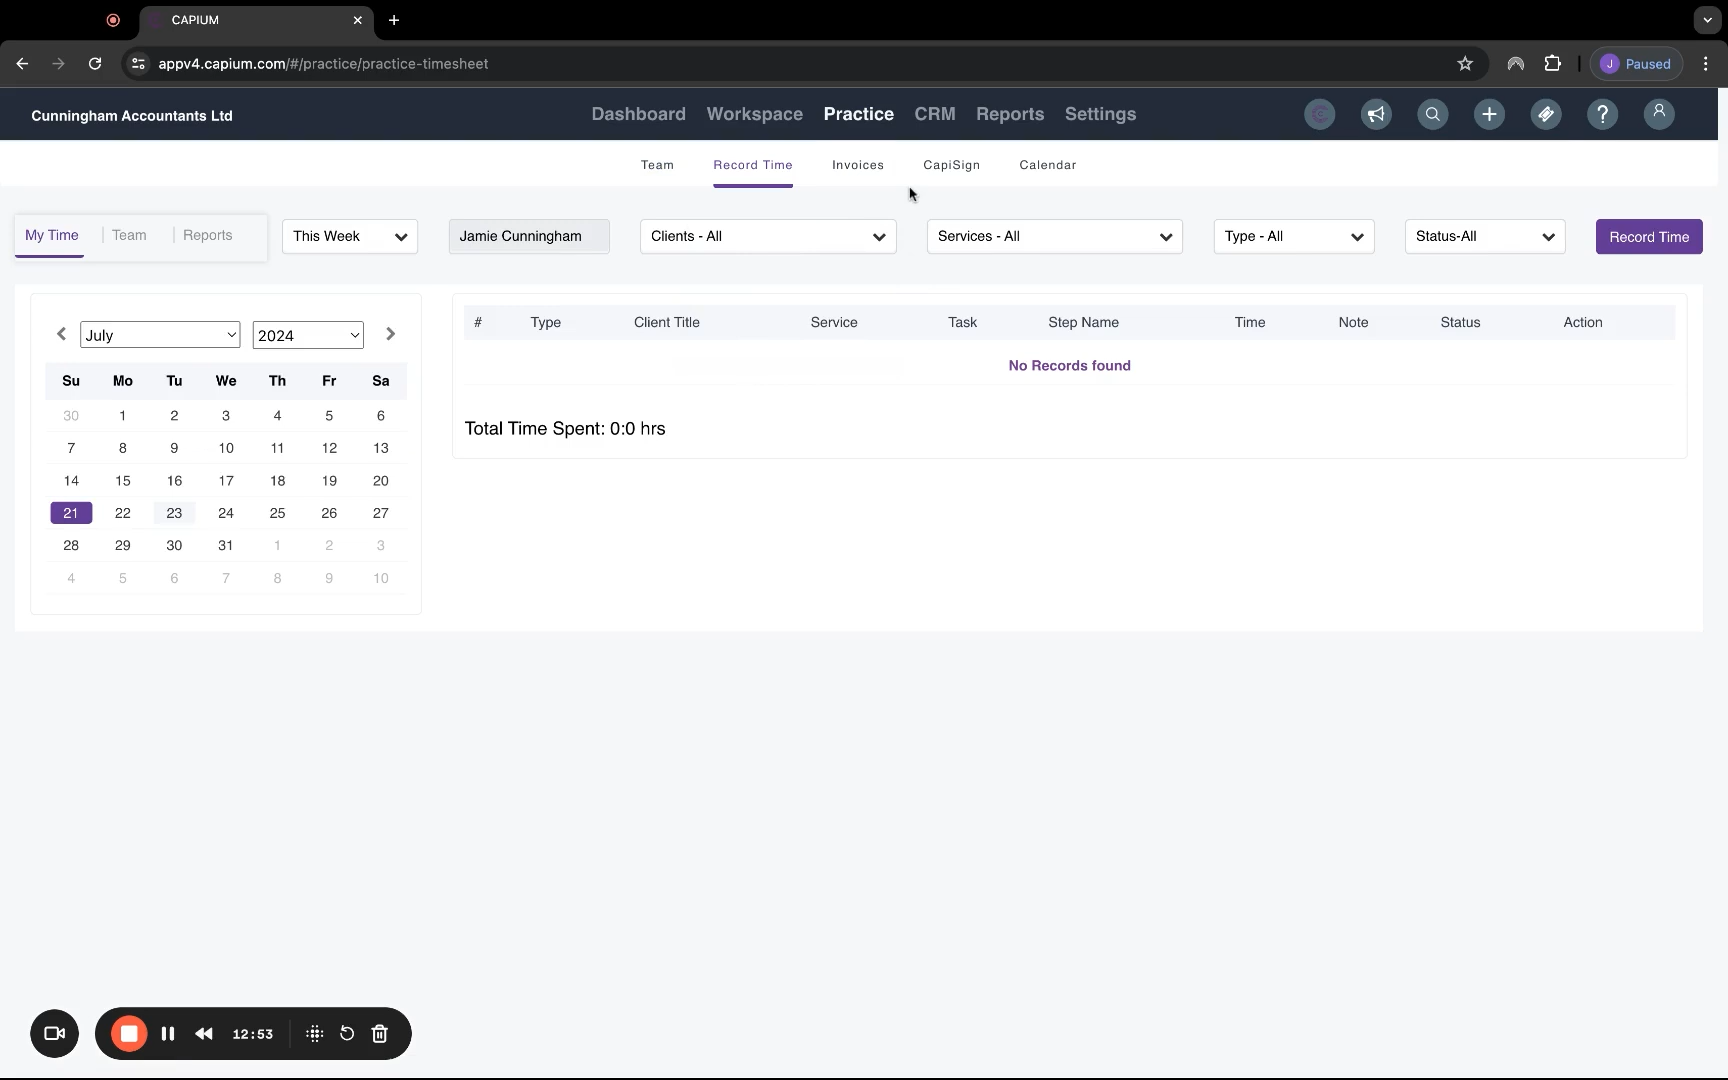 CAPIUM
appv4.capium.com/#/practice/practice-timesheet
J Paused
Cunningham Accountants Ltd
Dashboard Workspace Practice CRM Reports Settings
Team Record Time Invoices CapiSign Calendar
My Time Team Reports This Week Jamie Cunningham Clients - All Services - All Type - All Status-All Record Time
July 2024
Su Mo Tu We Th Fr Sa
30 1 2 3 4 5 6
7 8 9 10 11 12 13
14 15 16 17 18 19 20
21 22 23 24 25 26 27
28 29 30 31 1 2 3
4 5 6 7 8 9 10
# Type Client Title Service Task Step Name Time Note Status Action
No Records found
Total Time Spent: 0:0 hrs
12:53